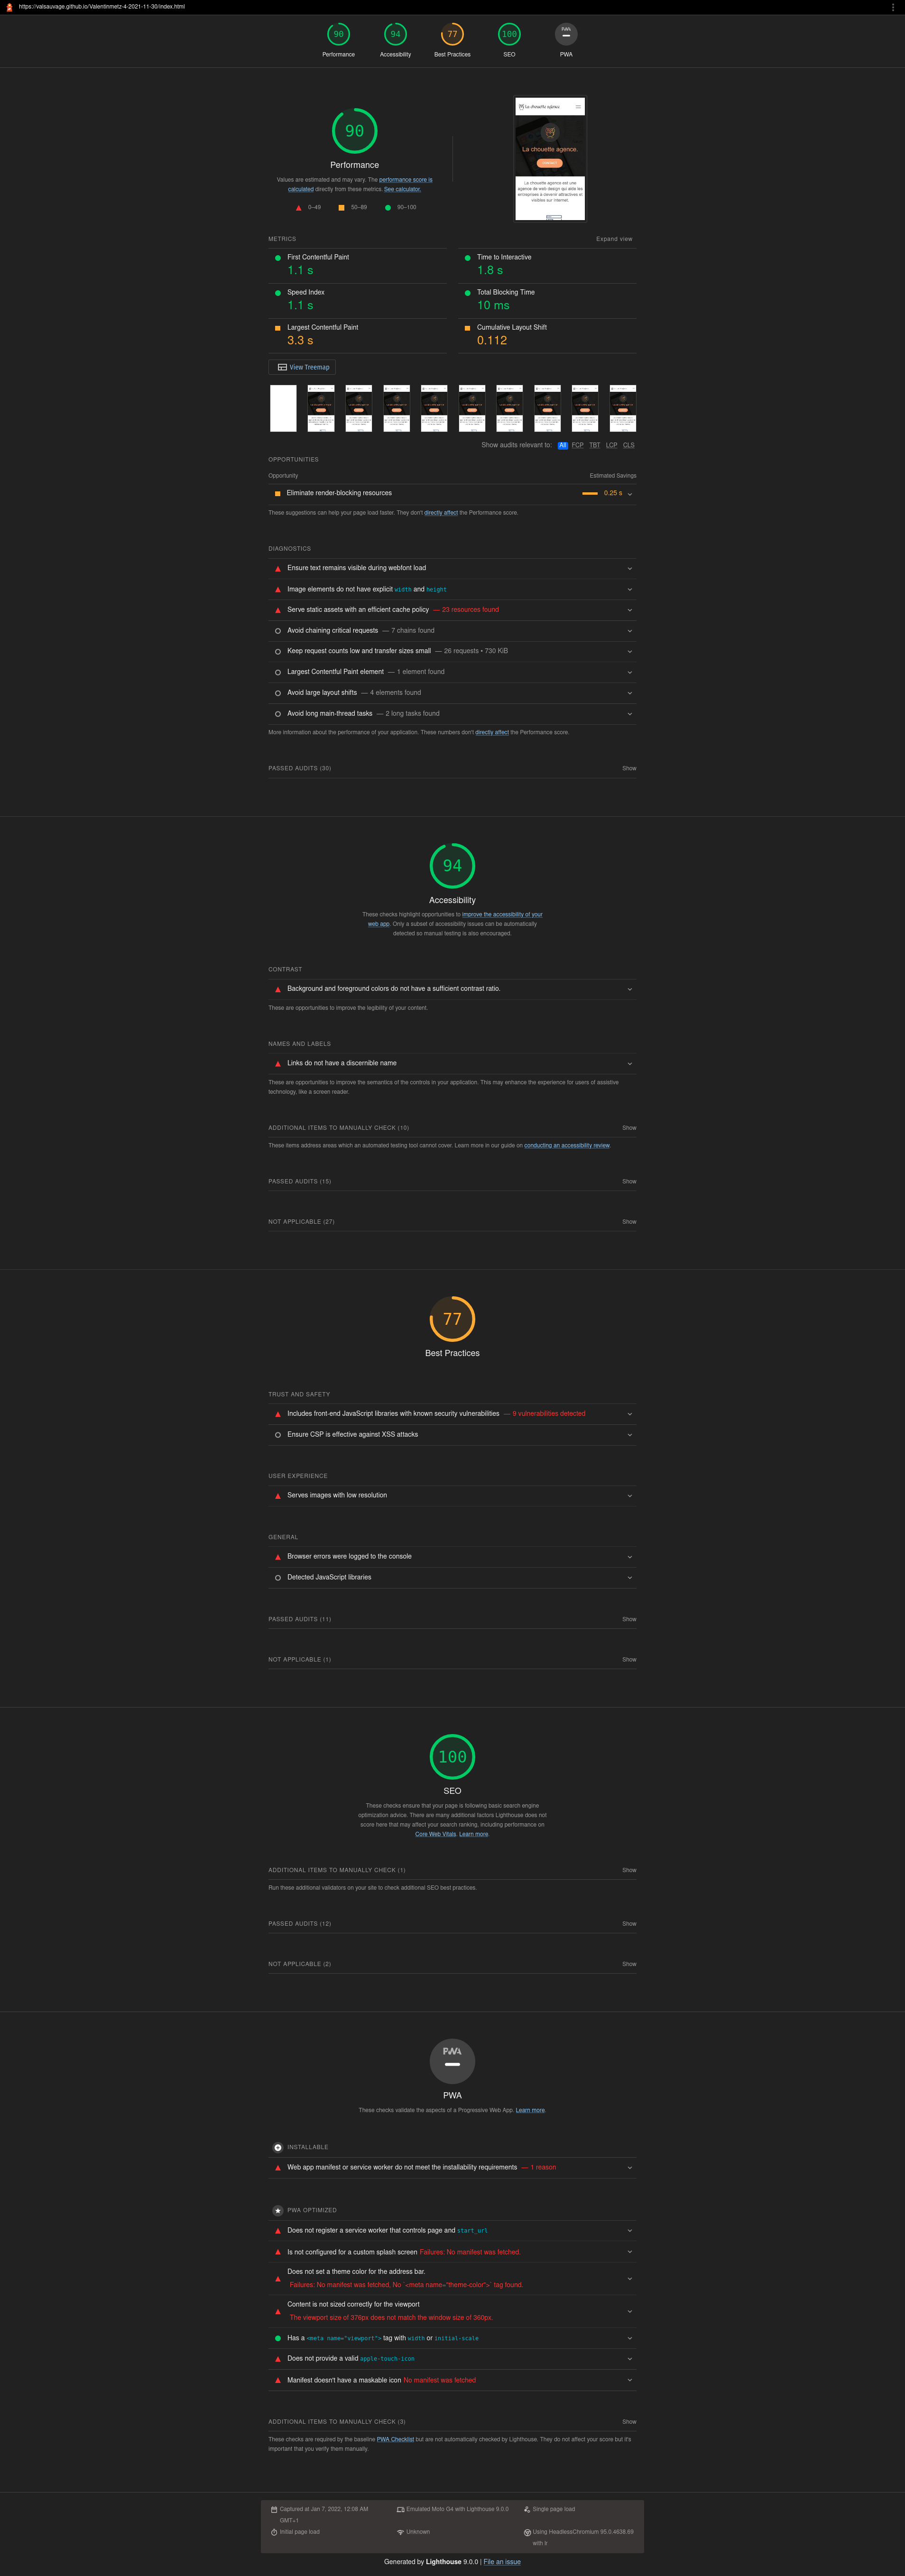 https://valsauvage.github.io/Valentinmetz-4-2021-11-30/index.html
90 94 77 100 PWA
Performance Accessibility Best Practices SEO PWA
90
Performance
Values are estimated and may vary. The performance score is
calculated directly from these metrics. See calculator.
0–49 50–89 90–100
La chouette agence
La chouette agence.
La chouette agence est une
agence de web design qui aide les
entreprises à devenir attractives et
visibles sur Internet.
METRICS Expand view
First Contentful Paint
1.1 s
Time to Interactive
1.8 s
Speed Index
1.1 s
Total Blocking Time
10 ms
Largest Contentful Paint
3.3 s
Cumulative Layout Shift
0.112
View Treemap
Show audits relevant to: All FCP TBT LCP CLS
OPPORTUNITIES
Opportunity Estimated Savings
Eliminate render-blocking resources 0.25 s
These suggestions can help your page load faster. They don't directly affect the Performance score.
DIAGNOSTICS
Ensure text remains visible during webfont load
Image elements do not have explicit width and height
Serve static assets with an efficient cache policy — 23 resources found
Avoid chaining critical requests — 7 chains found
Keep request counts low and transfer sizes small — 26 requests • 730 KiB
Largest Contentful Paint element — 1 element found
Avoid large layout shifts — 4 elements found
Avoid long main-thread tasks — 2 long tasks found
More information about the performance of your application. These numbers don't directly affect the Performance score.
PASSED AUDITS (30) Show
94
Accessibility
These checks highlight opportunities to improve the accessibility of your
web app. Only a subset of accessibility issues can be automatically
detected so manual testing is also encouraged.
CONTRAST
Background and foreground colors do not have a sufficient contrast ratio.
These are opportunities to improve the legibility of your content.
NAMES AND LABELS
Links do not have a discernible name
These are opportunities to improve the semantics of the controls in your application. This may enhance the experience for users of assistive
technology, like a screen reader.
ADDITIONAL ITEMS TO MANUALLY CHECK (10) Show
These items address areas which an automated testing tool cannot cover. Learn more in our guide on conducting an accessibility review.
PASSED AUDITS (15) Show
NOT APPLICABLE (27) Show
77
Best Practices
TRUST AND SAFETY
Includes front-end JavaScript libraries with known security vulnerabilities — 9 vulnerabilities detected
Ensure CSP is effective against XSS attacks
USER EXPERIENCE
Serves images with low resolution
GENERAL
Browser errors were logged to the console
Detected JavaScript libraries
PASSED AUDITS (11) Show
NOT APPLICABLE (1) Show
100
SEO
These checks ensure that your page is following basic search engine
optimization advice. There are many additional factors Lighthouse does not
score here that may affect your search ranking, including performance on
Core Web Vitals. Learn more.
ADDITIONAL ITEMS TO MANUALLY CHECK (1) Show
Run these additional validators on your site to check additional SEO best practices.
PASSED AUDITS (12) Show
NOT APPLICABLE (2) Show
PWA
PWA
These checks validate the aspects of a Progressive Web App. Learn more.
INSTALLABLE
Web app manifest or service worker do not meet the installability requirements — 1 reason
PWA OPTIMIZED
Does not register a service worker that controls page and start_url
Is not configured for a custom splash screen Failures: No manifest was fetched.
Does not set a theme color for the address bar.
Failures: No manifest was fetched, No `<meta name="theme-color">` tag found.
Content is not sized correctly for the viewport
The viewport size of 376px does not match the window size of 360px.
Has a <meta name="viewport"> tag with width or initial-scale
Does not provide a valid apple-touch-icon
Manifest doesn't have a maskable icon No manifest was fetched
ADDITIONAL ITEMS TO MANUALLY CHECK (3) Show
These checks are required by the baseline PWA Checklist but are not automatically checked by Lighthouse. They do not affect your score but it's
important that you verify them manually.
Captured at Jan 7, 2022, 12:08 AM
GMT+1
Emulated Moto G4 with Lighthouse 9.0.0
Single page load
Initial page load
Unknown
Using HeadlessChromium 95.0.4638.69
with lr
Generated by Lighthouse 9.0.0 | File an issue